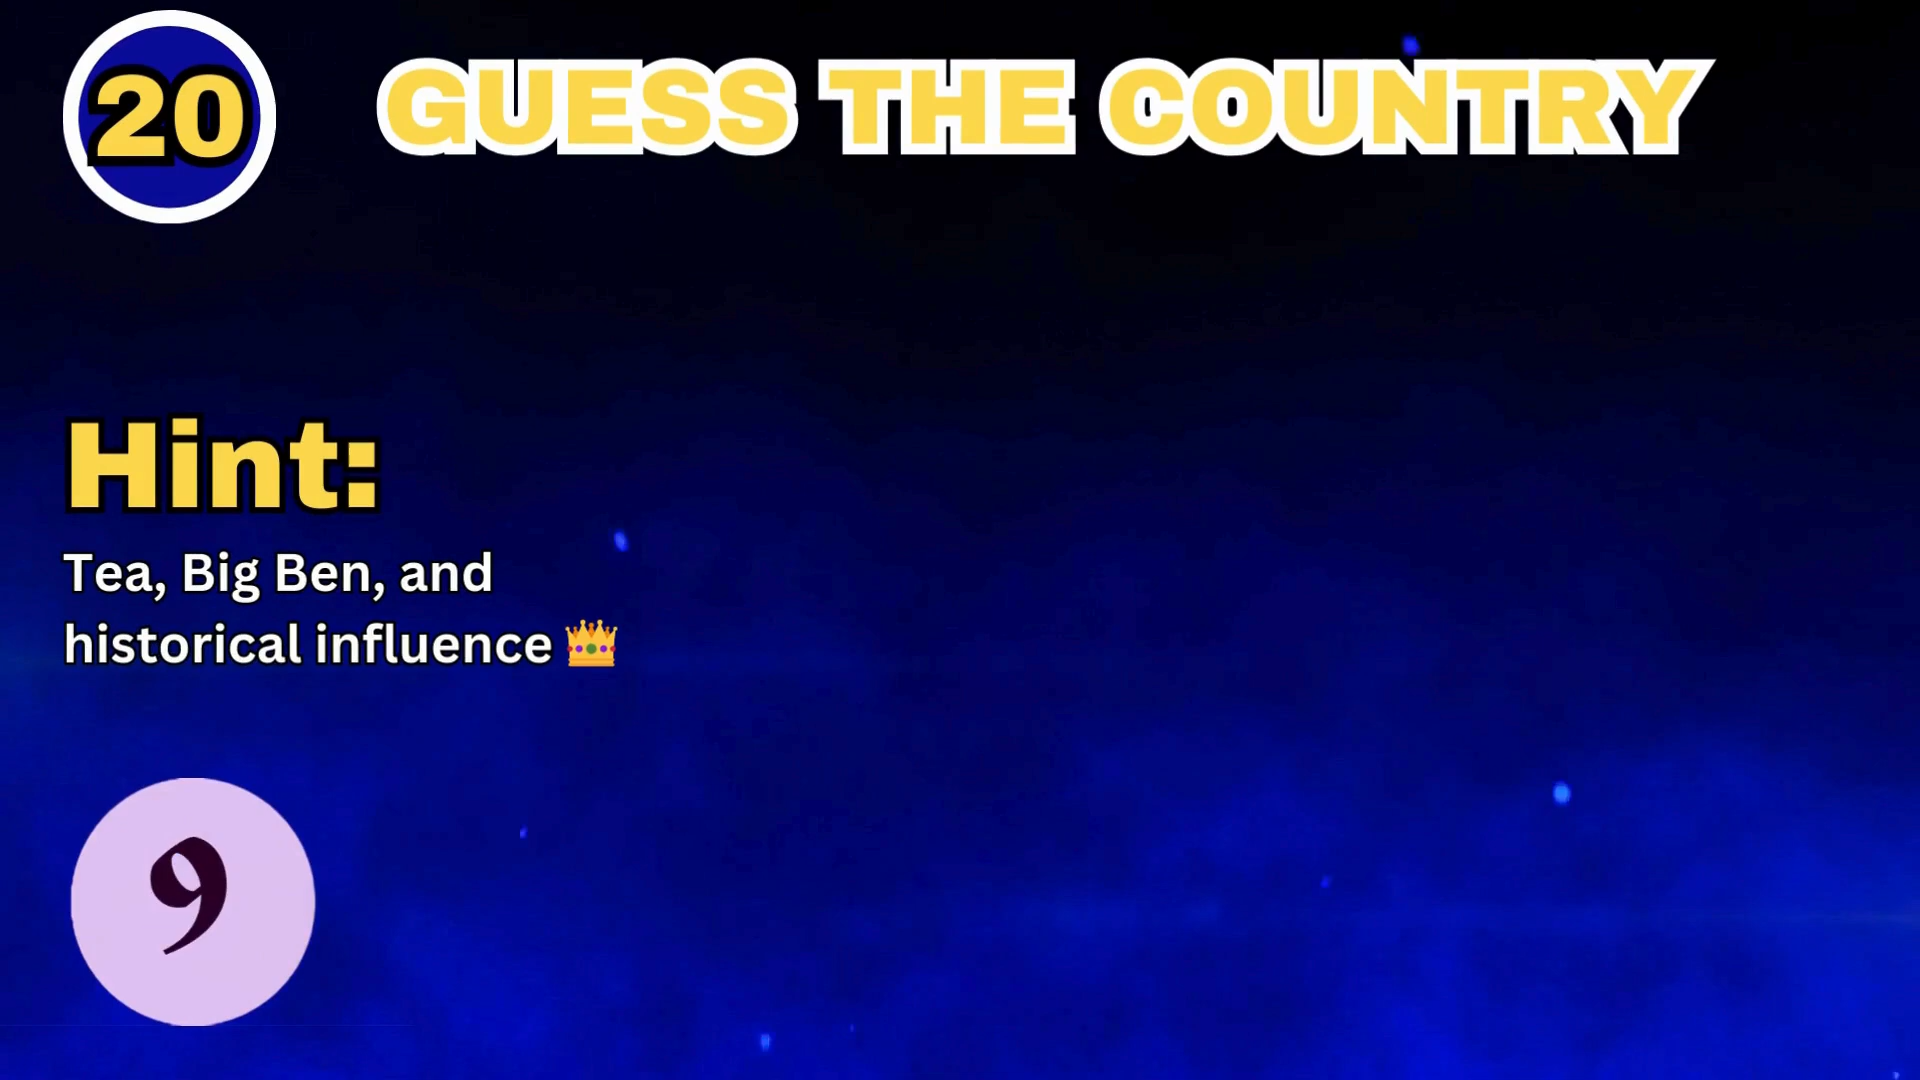 20
GUESS THE COUNTRY
Hint:
Tea, Big Ben, and
historical influence 👑
9